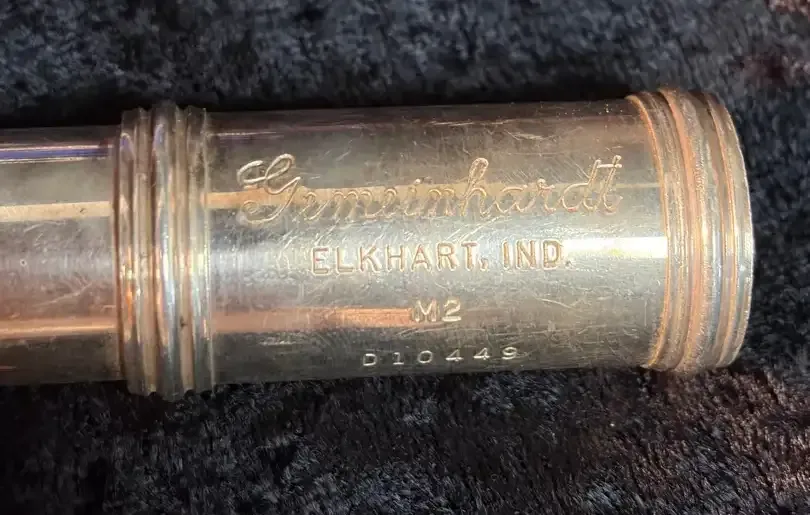 Gemeinhardt
ELKHART, IND.
M2
D10449